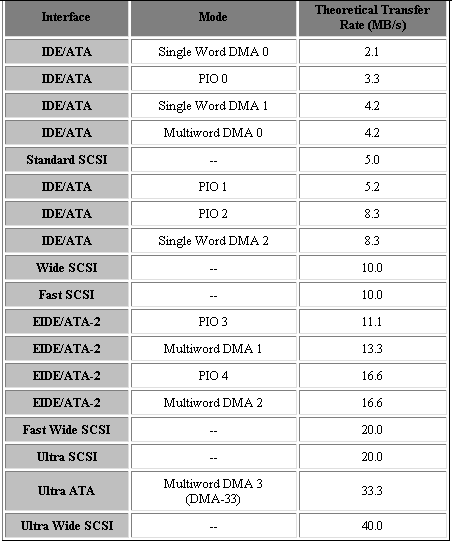 Interface Mode Theoretical Transfer
Rate (MB/s)
IDE/ATA Single Word DMA 0 2.1
IDE/ATA PIO 0 3.3
IDE/ATA Single Word DMA 1 4.2
IDE/ATA Multiword DMA 0 4.2
Standard SCSI -- 5.0
IDE/ATA PIO 1 5.2
IDE/ATA PIO 2 8.3
IDE/ATA Single Word DMA 2 8.3
Wide SCSI -- 10.0
Fast SCSI -- 10.0
EIDE/ATA-2 PIO 3 11.1
EIDE/ATA-2 Multiword DMA 1 13.3
EIDE/ATA-2 PIO 4 16.6
EIDE/ATA-2 Multiword DMA 2 16.6
Fast Wide SCSI -- 20.0
Ultra SCSI -- 20.0
Ultra ATA Multiword DMA 3 33.3
(DMA-33)
Ultra Wide SCSI -- 40.0